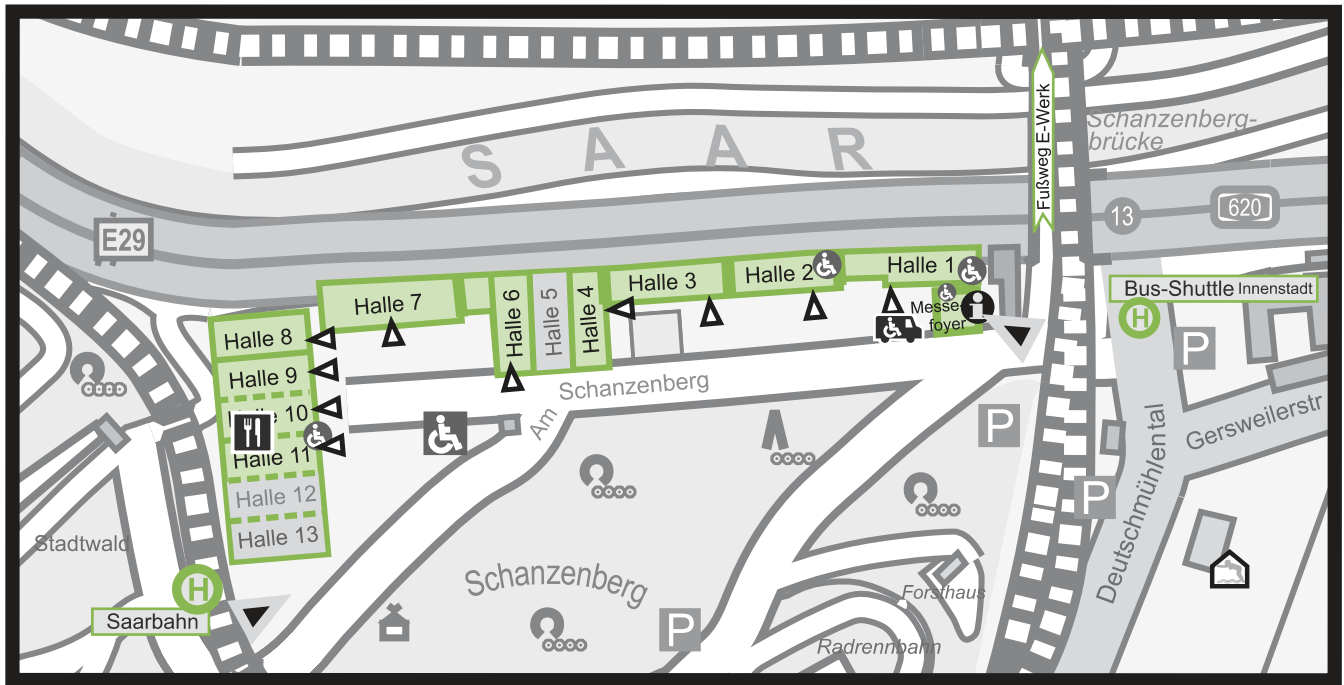 Fußweg E-Werk
Schanzenberg-
brücke
S A A R
E29
13
620
Halle 1
Halle 2
Halle 3
Halle 4
Halle 5
Halle 6
Halle 7
Halle 8
Halle 9
Halle 10
Halle 11
Halle 12
Halle 13
Messe-
foyer
i
Bus-Shuttle Innenstadt
H
P
Am Schanzenberg
P
P
Gersweilerstr
Deutschmühlental
Stadtwald
Schanzenberg
H
Saarbahn
P
Forsthaus
Radrennbahn